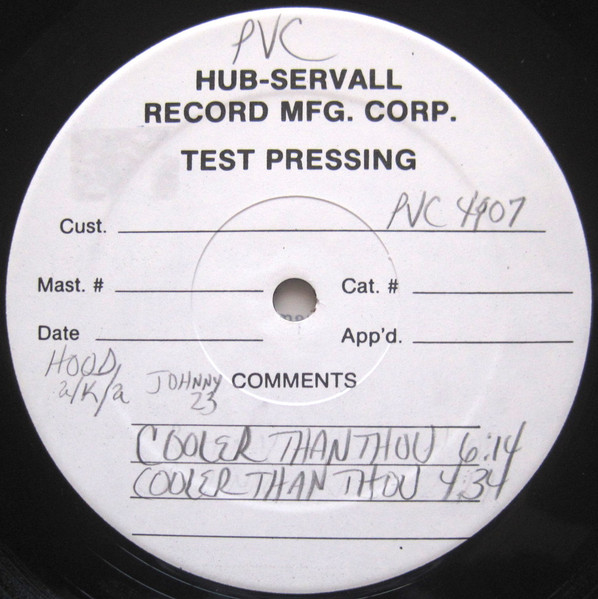 PVC
HUB-SERVALL
RECORD MFG. CORP.
TEST PRESSING
Cust. PVC 4907
Mast. # Cat. #
Date App'd.
HOOD,
a/k/a JOHNNY 23
COMMENTS
COOLER THAN THOU 6:14
COOLER THAN THOU 4:34